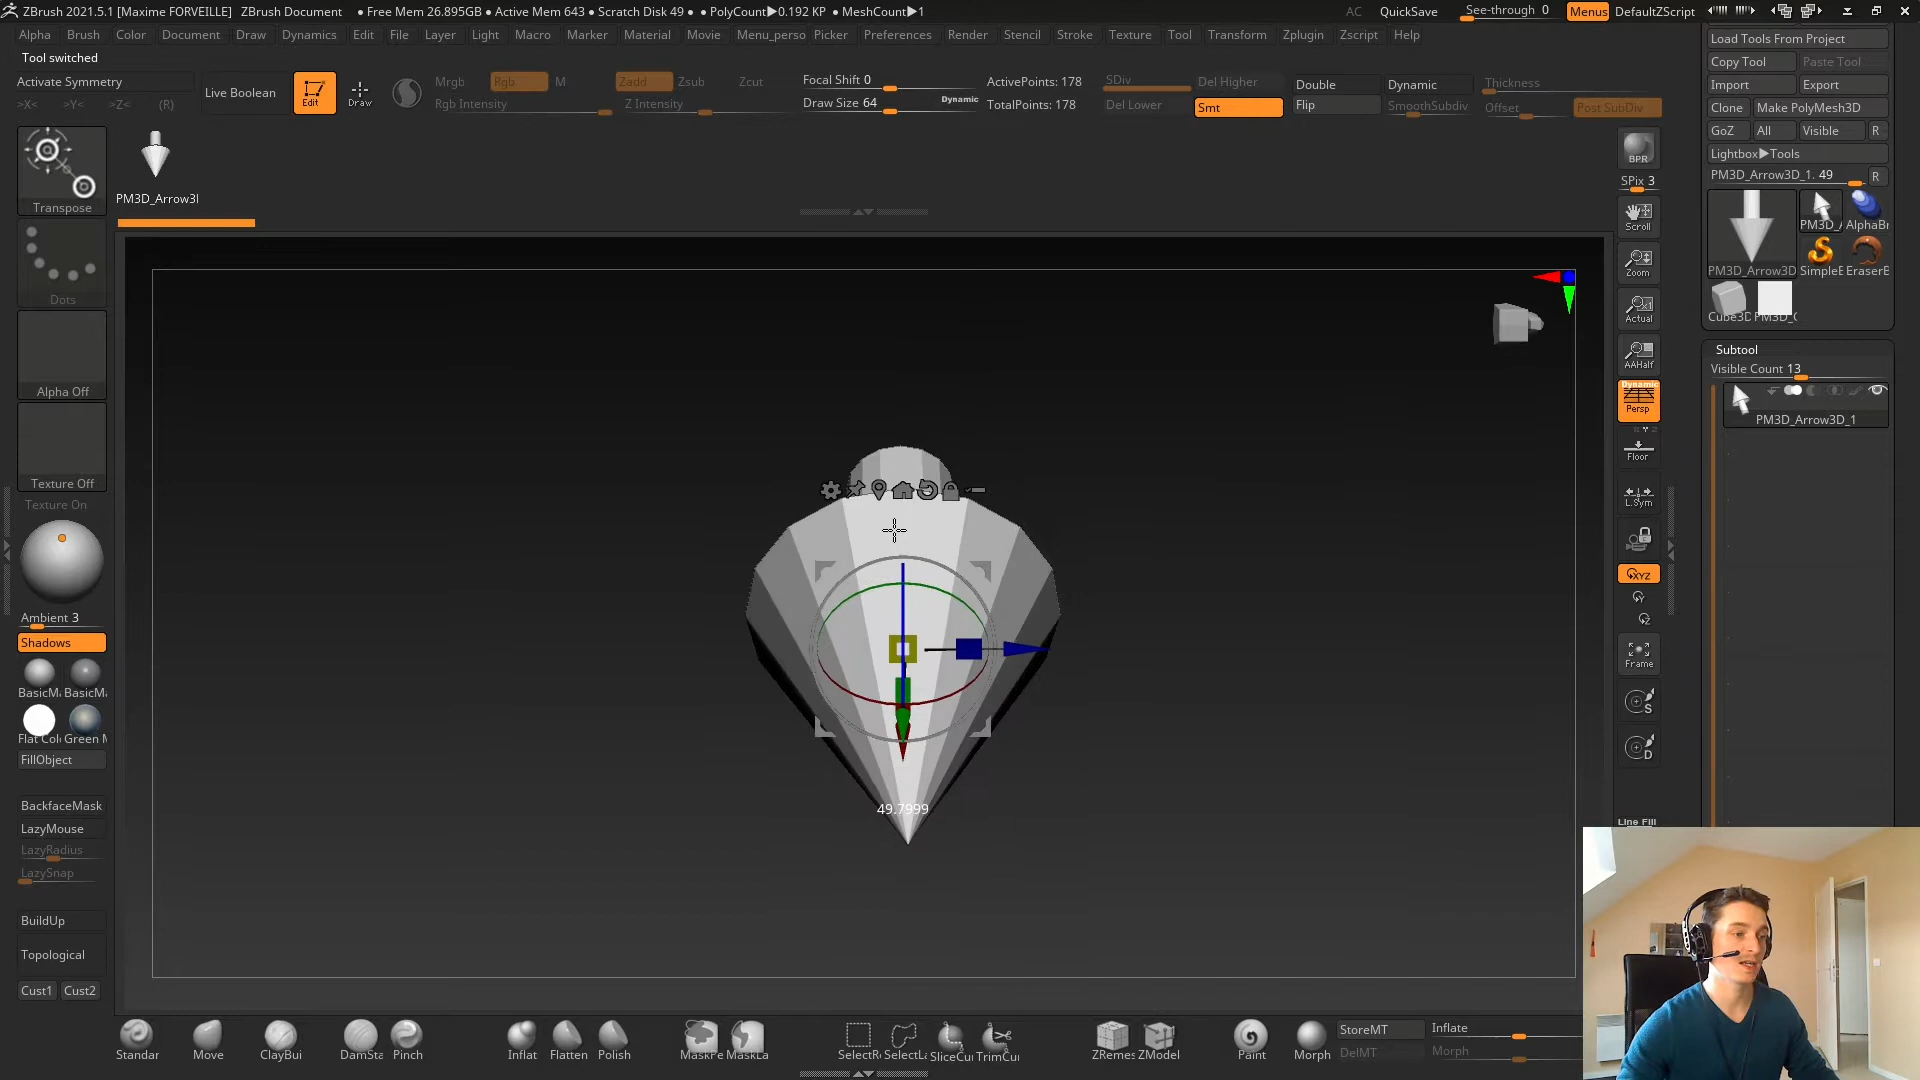 ZBrush 2021.5.1 [Maxime FORVEILLE] ZBrush Document ● Free Mem 26.895GB ● Active Mem 643 ● Scratch Disk 49 ● ● PolyCount▶0.192 KP ● MeshCount▶1 AC QuickSave See-through 0 Menus DefaultZScript
Alpha Brush Color Document Draw Dynamics Edit File Layer Light Macro Marker Material Movie Menu_perso Picker Preferences Render Stencil Stroke Texture Tool Transform Zplugin Zscript Help
Tool switched
Activate Symmetry
>X< >Y< >Z< (R)
Live Boolean
Edit
Draw
Mrgb Rgb M Zadd Zsub Zcut
Rgb Intensity Z Intensity
Focal Shift 0
Draw Size 64 Dynamic
ActivePoints: 178
TotalPoints: 178
SDiv Del Higher
Del Lower Smt
Double Dynamic
Flip SmoothSubdiv
Thickness
Offset Post SubDiv
Transpose
PM3D_Arrow3I
Dots
Alpha Off
Texture Off
Texture On
Ambient 3
Shadows
BasicM BasicM
Flat Col Green M
FillObject
BackfaceMask
LazyMouse
LazyRadius
LazySnap
BuildUp
Topological
Cust1 Cust2
49.7999
BPR
SPix 3
Scroll
Zoom
Actual
AAHalf
Dynamic
Persp
Floor
L.Sym
XYZ
Y
Z
Frame
S
D
Line Fill
Load Tools From Project
Copy Tool Paste Tool
Import Export
Clone Make PolyMesh3D
GoZ All Visible R
Lightbox▶Tools
PM3D_Arrow3D_1. 49 R
PM3D_A AlphaBr
PM3D_Arrow3D SimpleE EraserB
Cube3D PM3D_C
Subtool
Visible Count 13
PM3D_Arrow3D_1
Standar Move ClayBui DamSta Pinch Inflat Flatten Polish MaskPe MaskLa SelectR SelectLa SliceCu TrimCu ZRemes ZModel Paint Morph
StoreMT Inflate
DelMT Morph